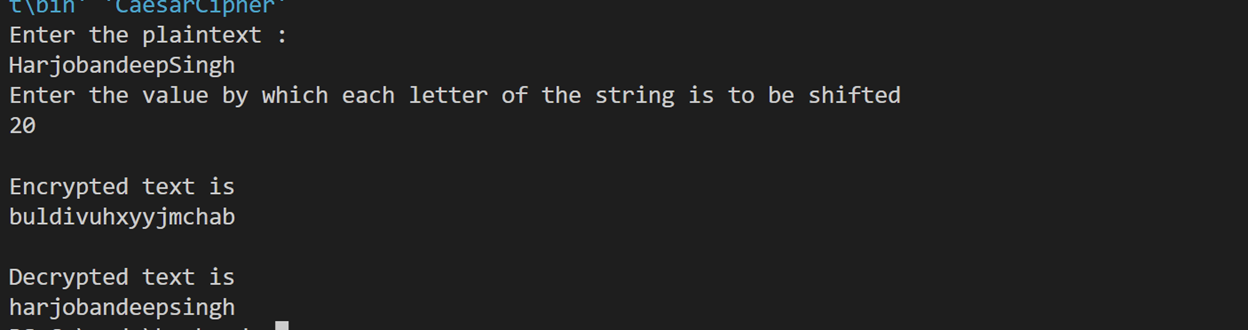 t\bin' 'CaesarCipher'
Enter the plaintext :
HarjobandeepSingh
Enter the value by which each letter of the string is to be shifted
20
Encrypted text is
buldivuhxyyjmchab
Decrypted text is
harjobandeepsingh